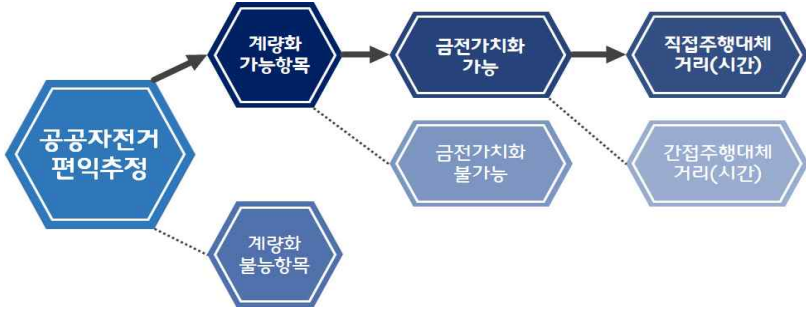 공공자전거
편익추정
계량화
가능항목
금전가치화
가능
직접주행대체
거리(시간)
계량화
불능항목
금전가치화
불가능
간접주행대체
거리(시간)